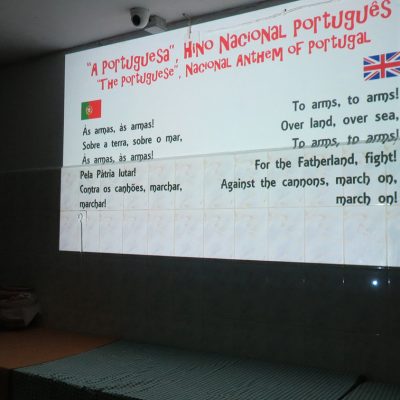 "A Portuguesa", Hino Nacional Português
"The Portuguese", National Anthem of Portugal
Às armas, às armas!
Sobre a terra, sobre o mar,
Às armas, às armas!
Pela Pátria lutar!
Contra os canhões, marchar,
marchar!
To arms, to arms!
Over land, over sea,
To arms, to arms!
For the Fatherland, fight!
Against the cannons, march on,
march on!